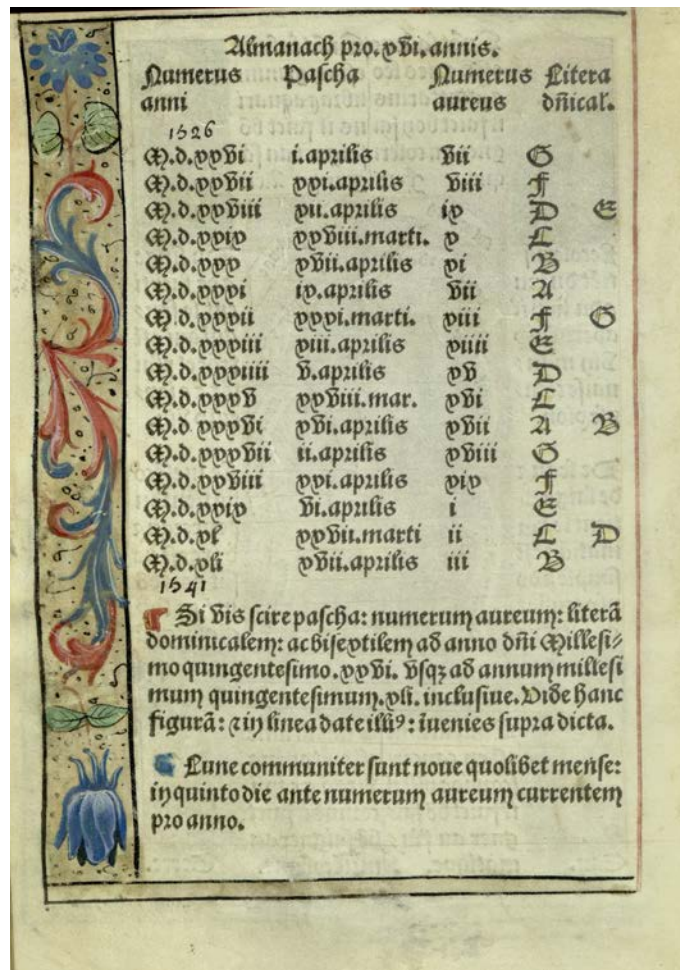 Almanach pro.xvi.annis.
Numerus Pascha Numerus Litera
anni aureus dñical.
1526
M.d.xxvi i.aprilis vii G
M.d.xxvii xxi.aprilis viii F
M.d.xxviii xii.aprilis ix D E
M.d.xxix xxviii.marti. x C
M.d.xxx xvii.aprilis xi B
M.d.xxxi ix.aprilis vii A
M.d.xxxii xxxi.marti. xiii F G
M.d.xxxiii xiii.aprilis xiiii E
M.d.xxxiiii v.aprilis xv D
M.d.xxxv xxviii.mar. xvi C
M.d xxxvi xvi.aprilis xvii A B
M.d.xxxvii ii.aprilis xviii G
M.d.xxviii xxi.aprilis xix F
M.d.xxix vi.aprilis i E
M.d.xl xxvii.marti ii C D
M.d.xli xvii.aprilis iii B
1541
¶ Si vis scire pascha: numerum aureum: literã
dominicalem: ac bisextilem ab anno dñi Millesi⸗
mo quingentesimo.xxvi. vsqꝫ ad annum millesi
mum quingentesimum.xli. inclusiue. Vide hanc
figurã: ⁊ in linea date illiꝰ: iuenies supra dicta.
Lune communiter sunt noue quolibet mense:
in quinto die ante numerum aureum currentem
pro anno.